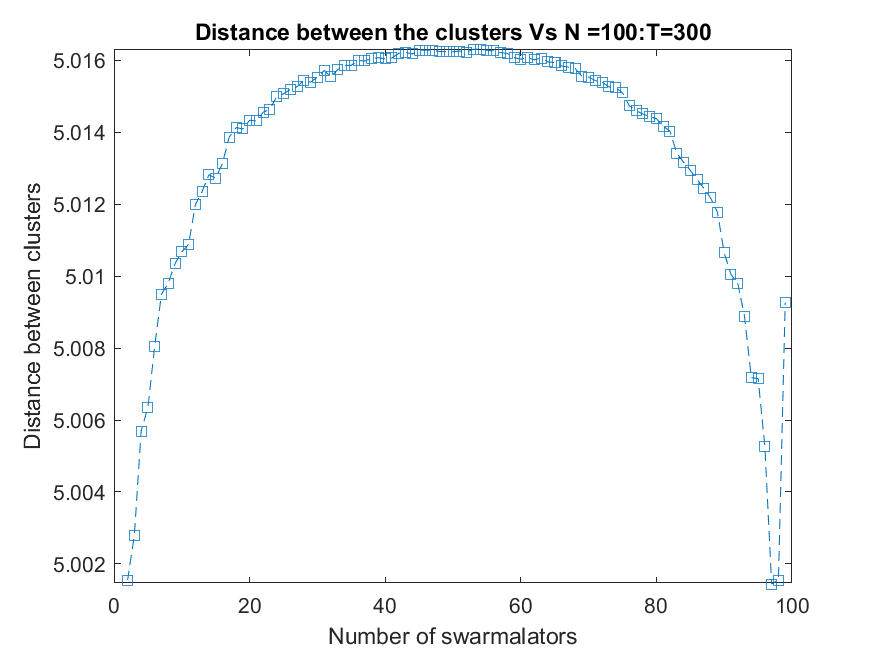 Distance between the clusters Vs N =100:T=300
5.016
5.014
5.012
5.01
5.008
5.006
5.004
5.002
Distance between clusters
0 20 40 60 80 100
Number of swarmalators